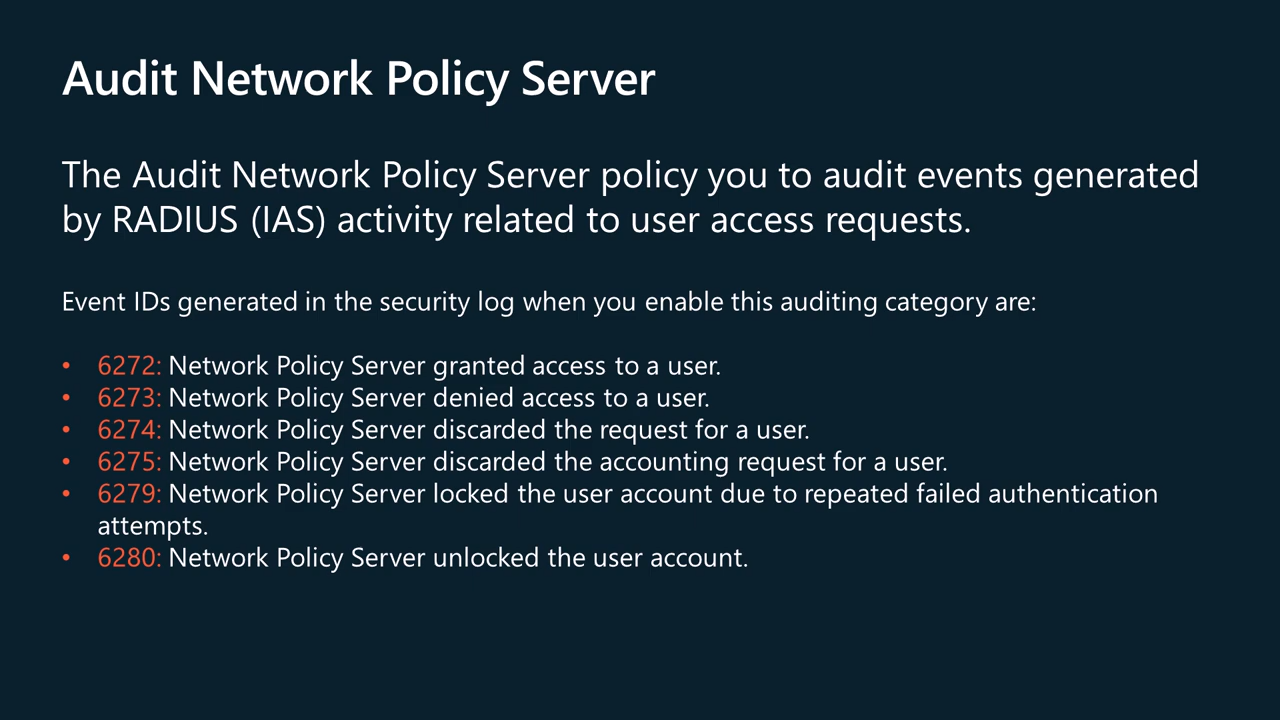 Audit Network Policy Server
The Audit Network Policy Server policy you to audit events generated
by RADIUS (IAS) activity related to user access requests.
Event IDs generated in the security log when you enable this auditing category are:
• 6272: Network Policy Server granted access to a user.
• 6273: Network Policy Server denied access to a user.
• 6274: Network Policy Server discarded the request for a user.
• 6275: Network Policy Server discarded the accounting request for a user.
• 6279: Network Policy Server locked the user account due to repeated failed authentication
attempts.
• 6280: Network Policy Server unlocked the user account.